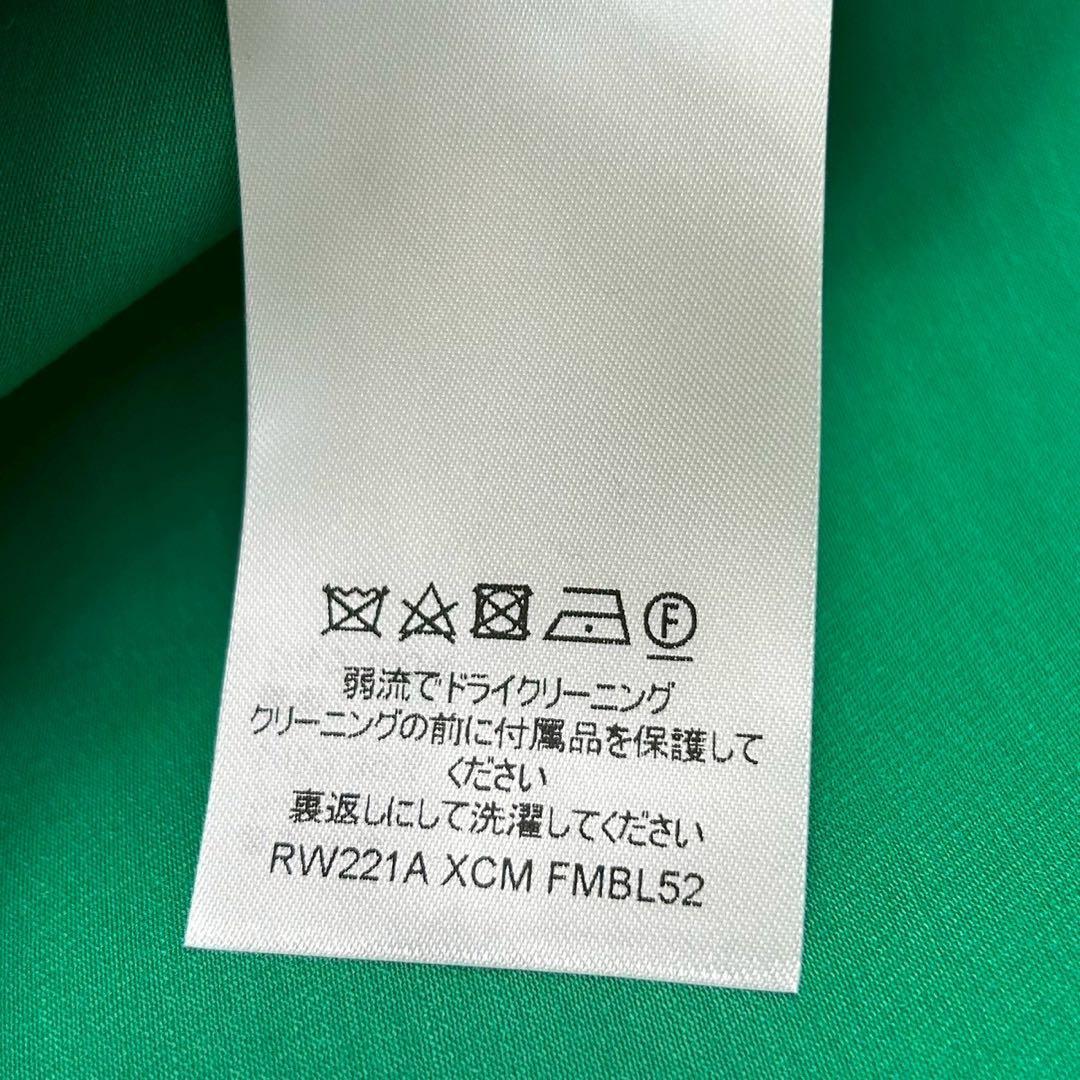 F
弱流でドライクリーニング
クリーニングの前に付属品を保護して
ください
裏返しにして洗濯してください
RW221A XCM FMBL52